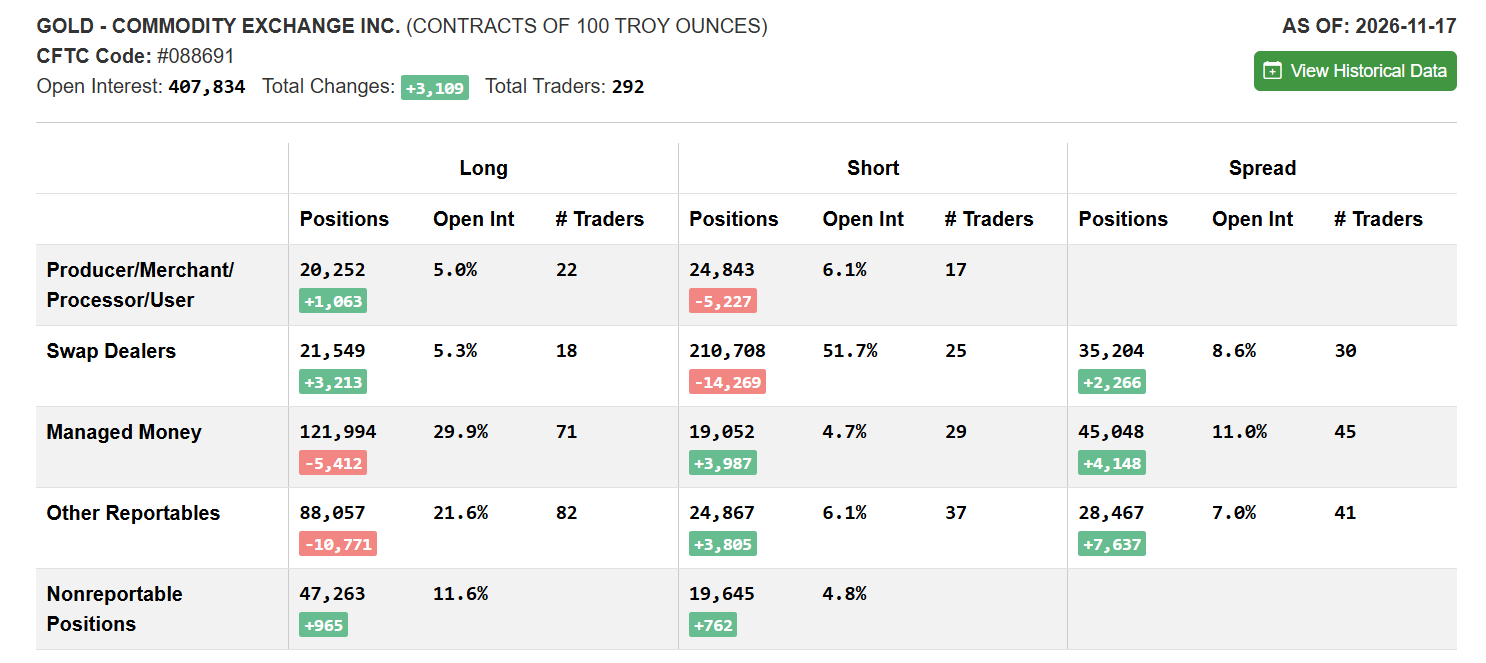 GOLD - COMMODITY EXCHANGE INC. (CONTRACTS OF 100 TROY OUNCES) AS OF: 2026-11-17
CFTC Code: #088691
View Historical Data
Open Interest: 407,834 Total Changes: +3,109 Total Traders: 292
Long Short Spread
Positions Open Int # Traders Positions Open Int # Traders Positions Open Int # Traders
Producer/Merchant/ 20,252 5.0% 22 24,843 6.1% 17
Processor/User +1,063 -5,227
Swap Dealers 21,549 5.3% 18 210,708 51.7% 25 35,204 8.6% 30
+3,213 -14,269 +2,266
Managed Money 121,994 29.9% 71 19,052 4.7% 29 45,048 11.0% 45
-5,412 +3,987 +4,148
Other Reportables 88,057 21.6% 82 24,867 6.1% 37 28,467 7.0% 41
-10,771 +3,805 +7,637
Nonreportable 47,263 11.6% 19,645 4.8%
Positions +965 +762